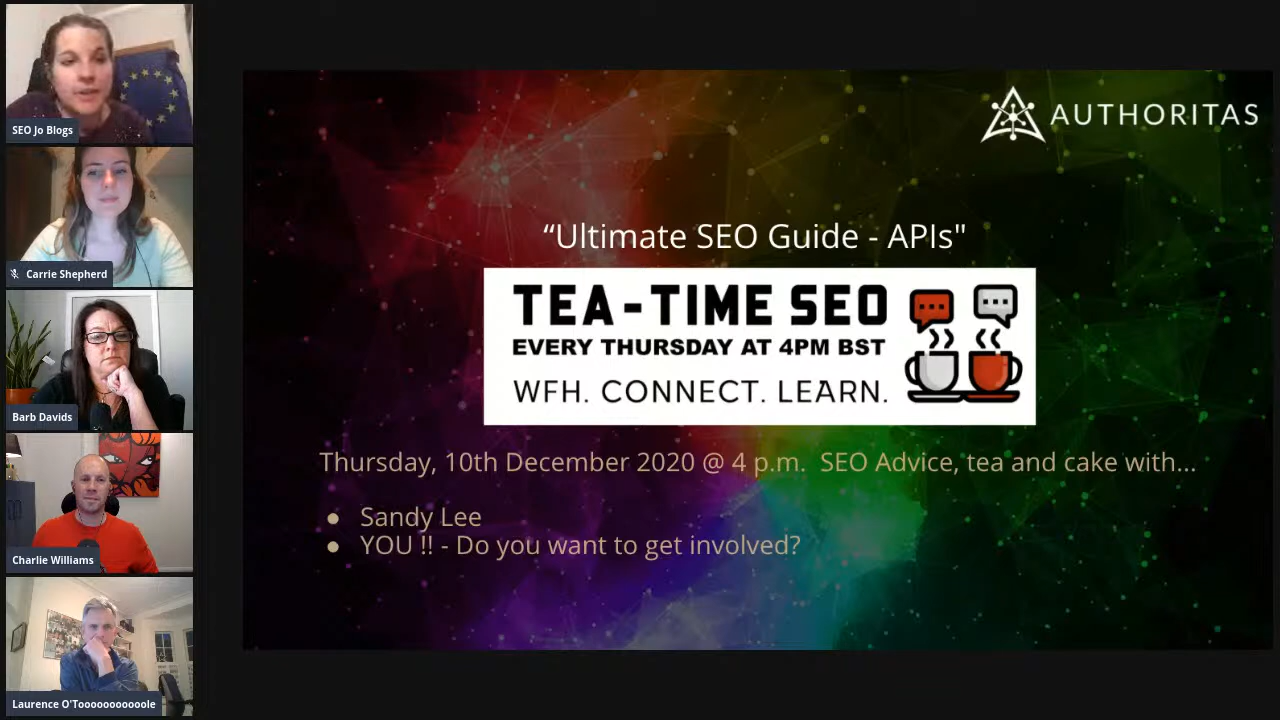 SEO Jo Blogs
Carrie Shepherd
Barb Davids
Charlie Williams
Laurence O'Tooooooooooole
AUTHORITAS
“Ultimate SEO Guide - APIs"
TEA-TIME SEO
EVERY THURSDAY AT 4PM BST
WFH. CONNECT. LEARN.
Thursday, 10th December 2020 @ 4 p.m.  SEO Advice, tea and cake with...
● Sandy Lee
● YOU !! - Do you want to get involved?